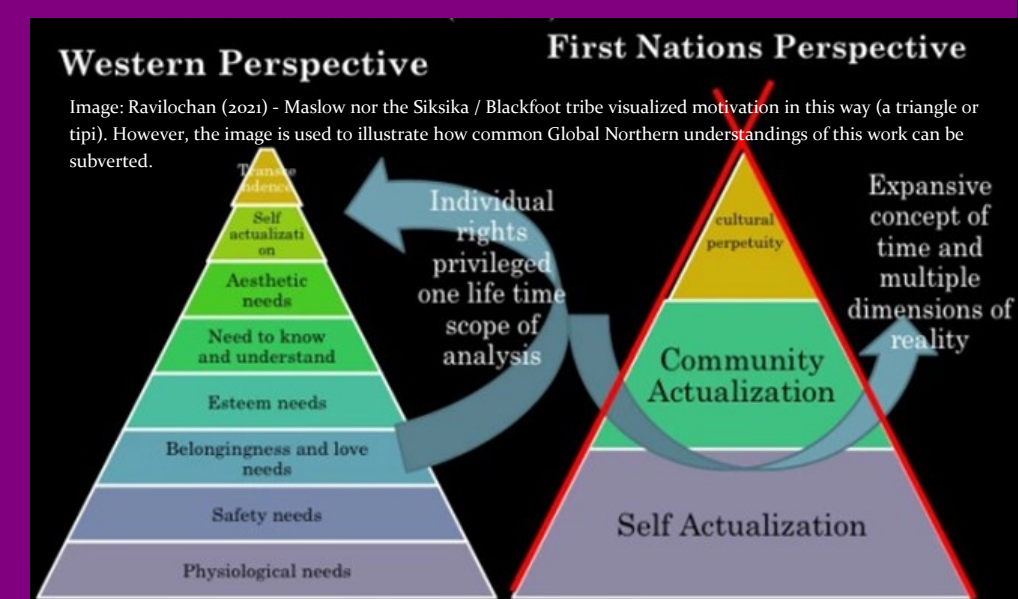 Western Perspective
First Nations Perspective
Image: Ravilochan (2021) - Maslow nor the Siksika / Blackfoot tribe visualized motivation in this way (a triangle or
tipi). However, the image is used to illustrate how common Global Northern understandings of this work can be
subverted.
Transce
ndence
Self
actualizati
on
Aesthetic
needs
Need to know
and understand
Esteem needs
Belongingness and love
needs
Safety needs
Physiological needs
Individual
rights
privileged
one life time
scope of
analysis
cultural
perpetuity
Community
Actualization
Self Actualization
Expansive
concept of
time and
multiple
dimensions of
reality